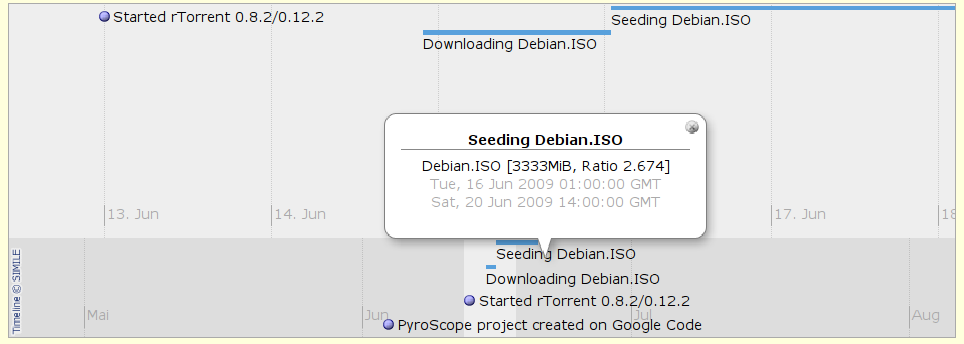 Started rTorrent 0.8.2/0.12.2
Seeding Debian.ISO
Downloading Debian.ISO
Seeding Debian.ISO
Debian.ISO [3333MiB, Ratio 2.674]
Tue, 16 Jun 2009 01:00:00 GMT
Sat, 20 Jun 2009 14:00:00 GMT
13. Jun
14. Jun
17. Jun
18
Timeline © SIMILE
Seeding Debian.ISO
Downloading Debian.ISO
Started rTorrent 0.8.2/0.12.2
Mai
Jun
Jul
Aug
PyroScope project created on Google Code